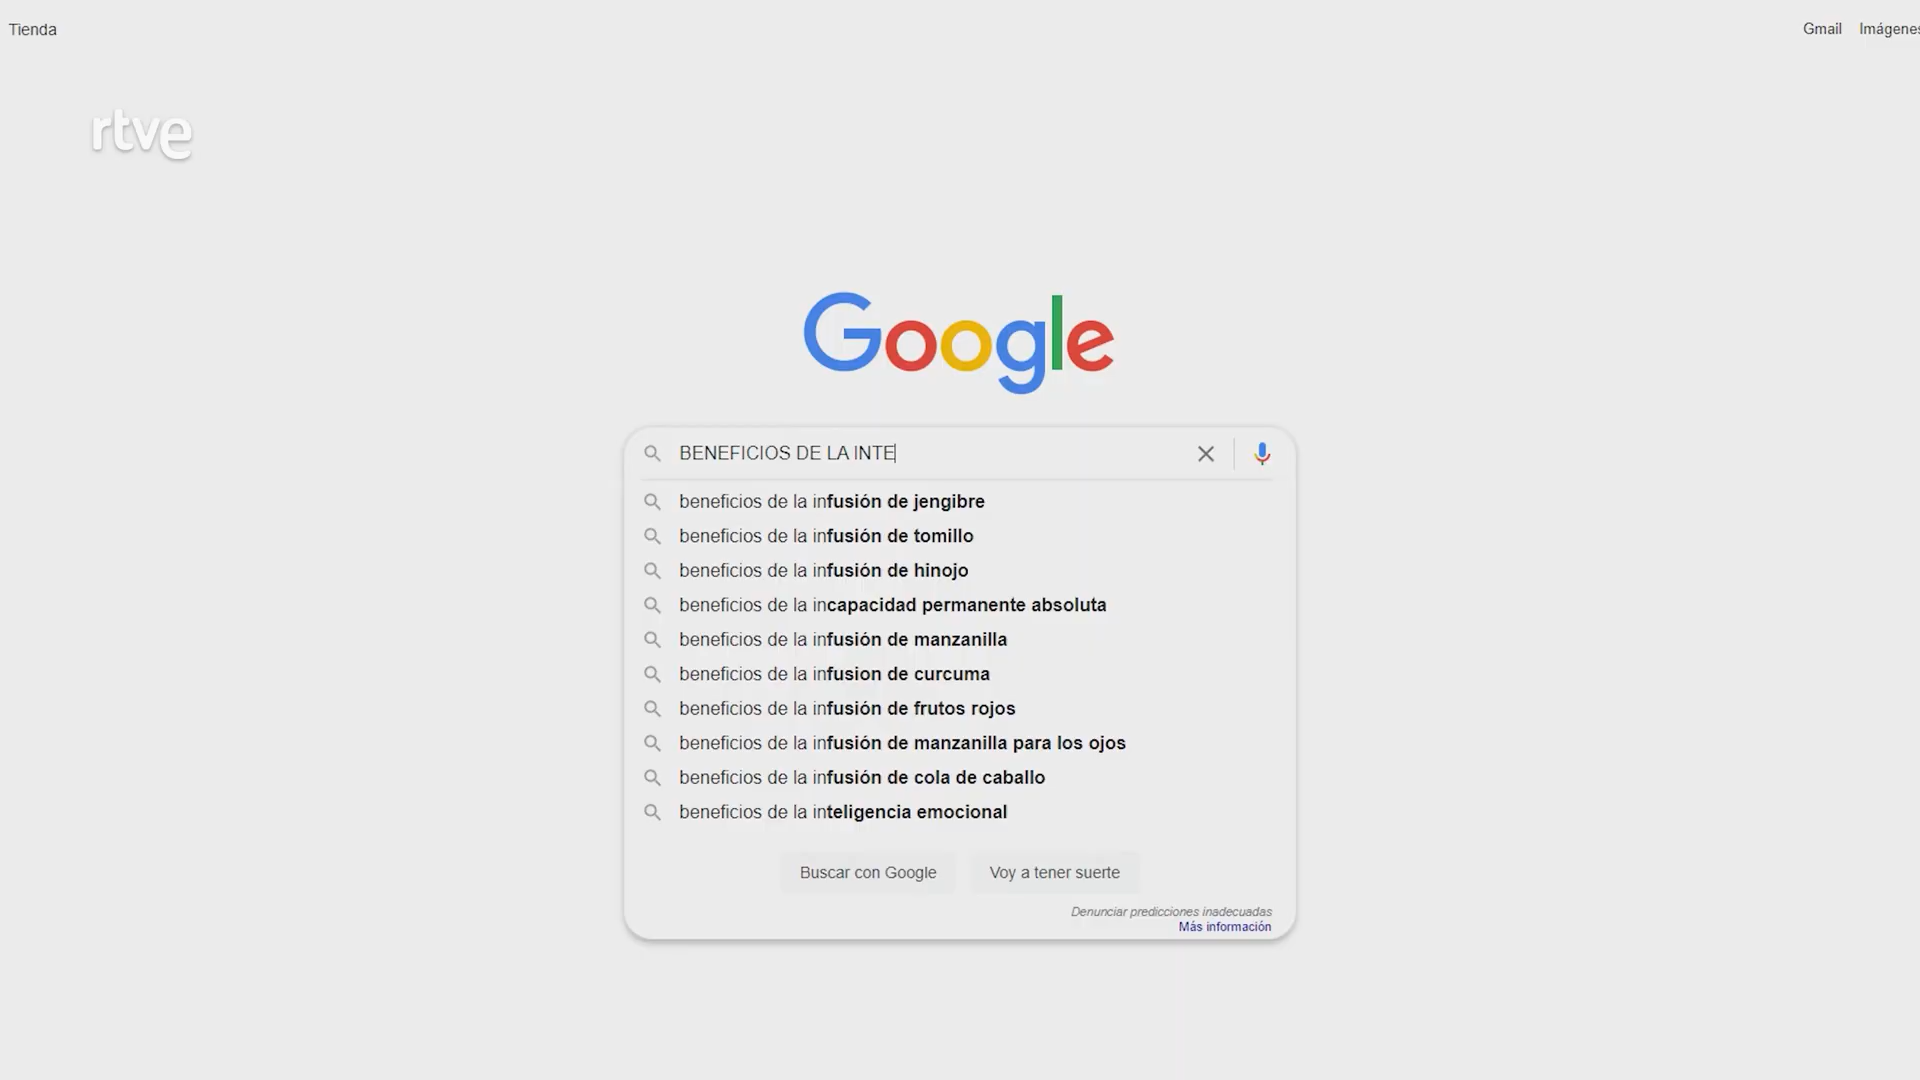 Tienda
Gmail Imágenes
rtve
Google
BENEFICIOS DE LA INTE
beneficios de la infusión de jengibre
beneficios de la infusión de tomillo
beneficios de la infusión de hinojo
beneficios de la incapacidad permanente absoluta
beneficios de la infusión de manzanilla
beneficios de la infusion de curcuma
beneficios de la infusión de frutos rojos
beneficios de la infusión de manzanilla para los ojos
beneficios de la infusión de cola de caballo
beneficios de la inteligencia emocional
Buscar con Google Voy a tener suerte
Denunciar predicciones inadecuadas
Más información